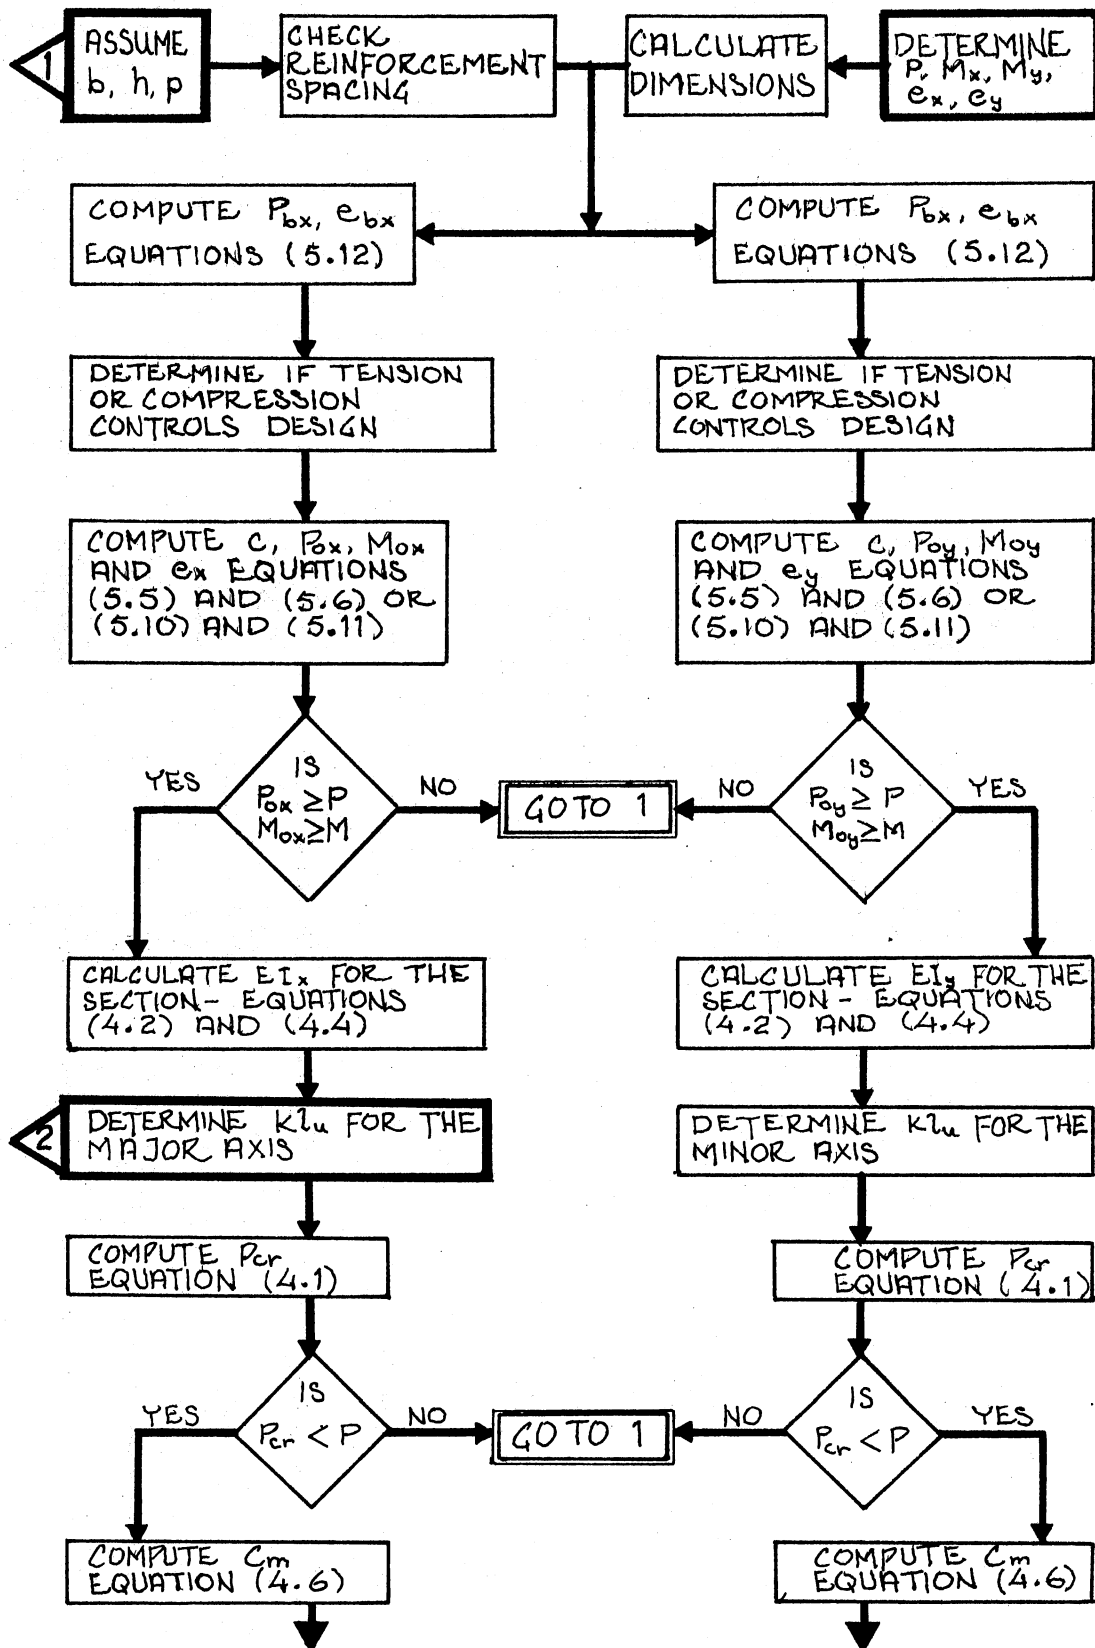 1
ASSUME
b, h, p
CHECK
REINFORCEMENT
SPACING
CALCULATE
DIMENSIONS
DETERMINE
P, Mx, My,
ex, ey
COMPUTE Pbx, ebx
EQUATIONS (5.12)
COMPUTE Pbx, ebx
EQUATIONS (5.12)
DETERMINE IF TENSION
OR COMPRESSION
CONTROLS DESIGN
DETERMINE IF TENSION
OR COMPRESSION
CONTROLS DESIGN
COMPUTE c, Pox, Mox
AND ex EQUATIONS
(5.5) AND (5.6) OR
(5.10) AND (5.11)
COMPUTE c, Poy, Moy
AND ey EQUATIONS
(5.5) AND (5.6) OR
(5.10) AND (5.11)
YES
IS
Pox ≥ P
Mox ≥ M
NO
GO TO 1
NO
IS
Poy ≥ P
Moy ≥ M
YES
CALCULATE EIx FOR THE
SECTION - EQUATIONS
(4.2) AND (4.4)
CALCULATE EIy FOR THE
SECTION - EQUATIONS
(4.2) AND (4.4)
2
DETERMINE klu FOR THE
MAJOR AXIS
DETERMINE klu FOR THE
MINOR AXIS
COMPUTE Pcr
EQUATION (4.1)
COMPUTE Pcr
EQUATION (4.1)
YES
IS
Pcr < P
NO
GO TO 1
NO
IS
Pcr < P
YES
COMPUTE Cm
EQUATION (4.6)
COMPUTE Cm
EQUATION (4.6)